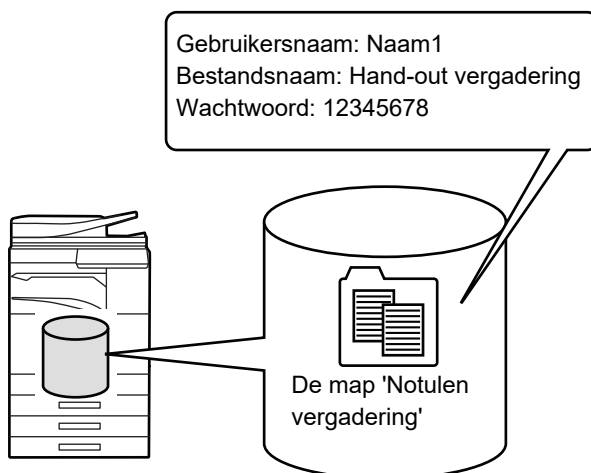 Gebruikersnaam: Naam1
Bestandsnaam: Hand-out vergadering
Wachtwoord: 12345678
De map 'Notulen
vergadering'